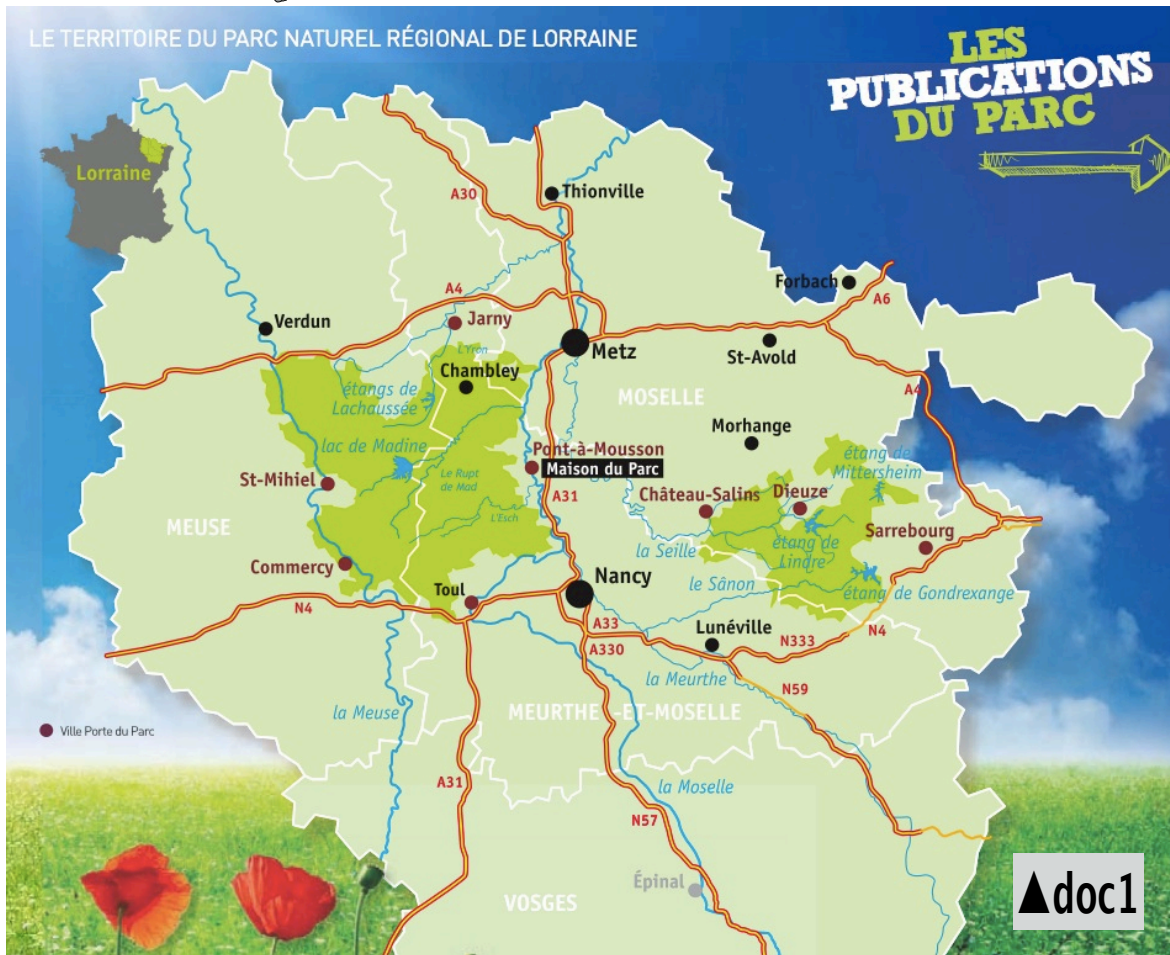 LE TERRITOIRE DU PARC NATUREL RÉGIONAL DE LORRAINE
LES
PUBLICATIONS
DU PARC
Lorraine
A30
Thionville
Forbach
A6
A4
Jarny
Verdun
L'Yron
Metz
St-Avold
Chambley
étangs de
Lachaussée
MOSELLE
A4
Morhange
lac de Madine
Pont-à-Mousson
Maison du Parc
étang de
Mittersheim
St-Mihiel
Le Rupt
de Mad
A31
Château-Salins
Dieuze
MEUSE
L'Esch
Sarrebourg
la Seille
étang de
Lindre
Commercy
Toul
Nancy
le Sânon
étang de Gondrexange
N4
A33
A330
Lunéville
N333
N4
la Meurthe
N59
la Meuse
MEURTHE-ET-MOSELLE
Ville Porte du Parc
A31
la Moselle
N57
Épinal
VOSGES
▲doc1